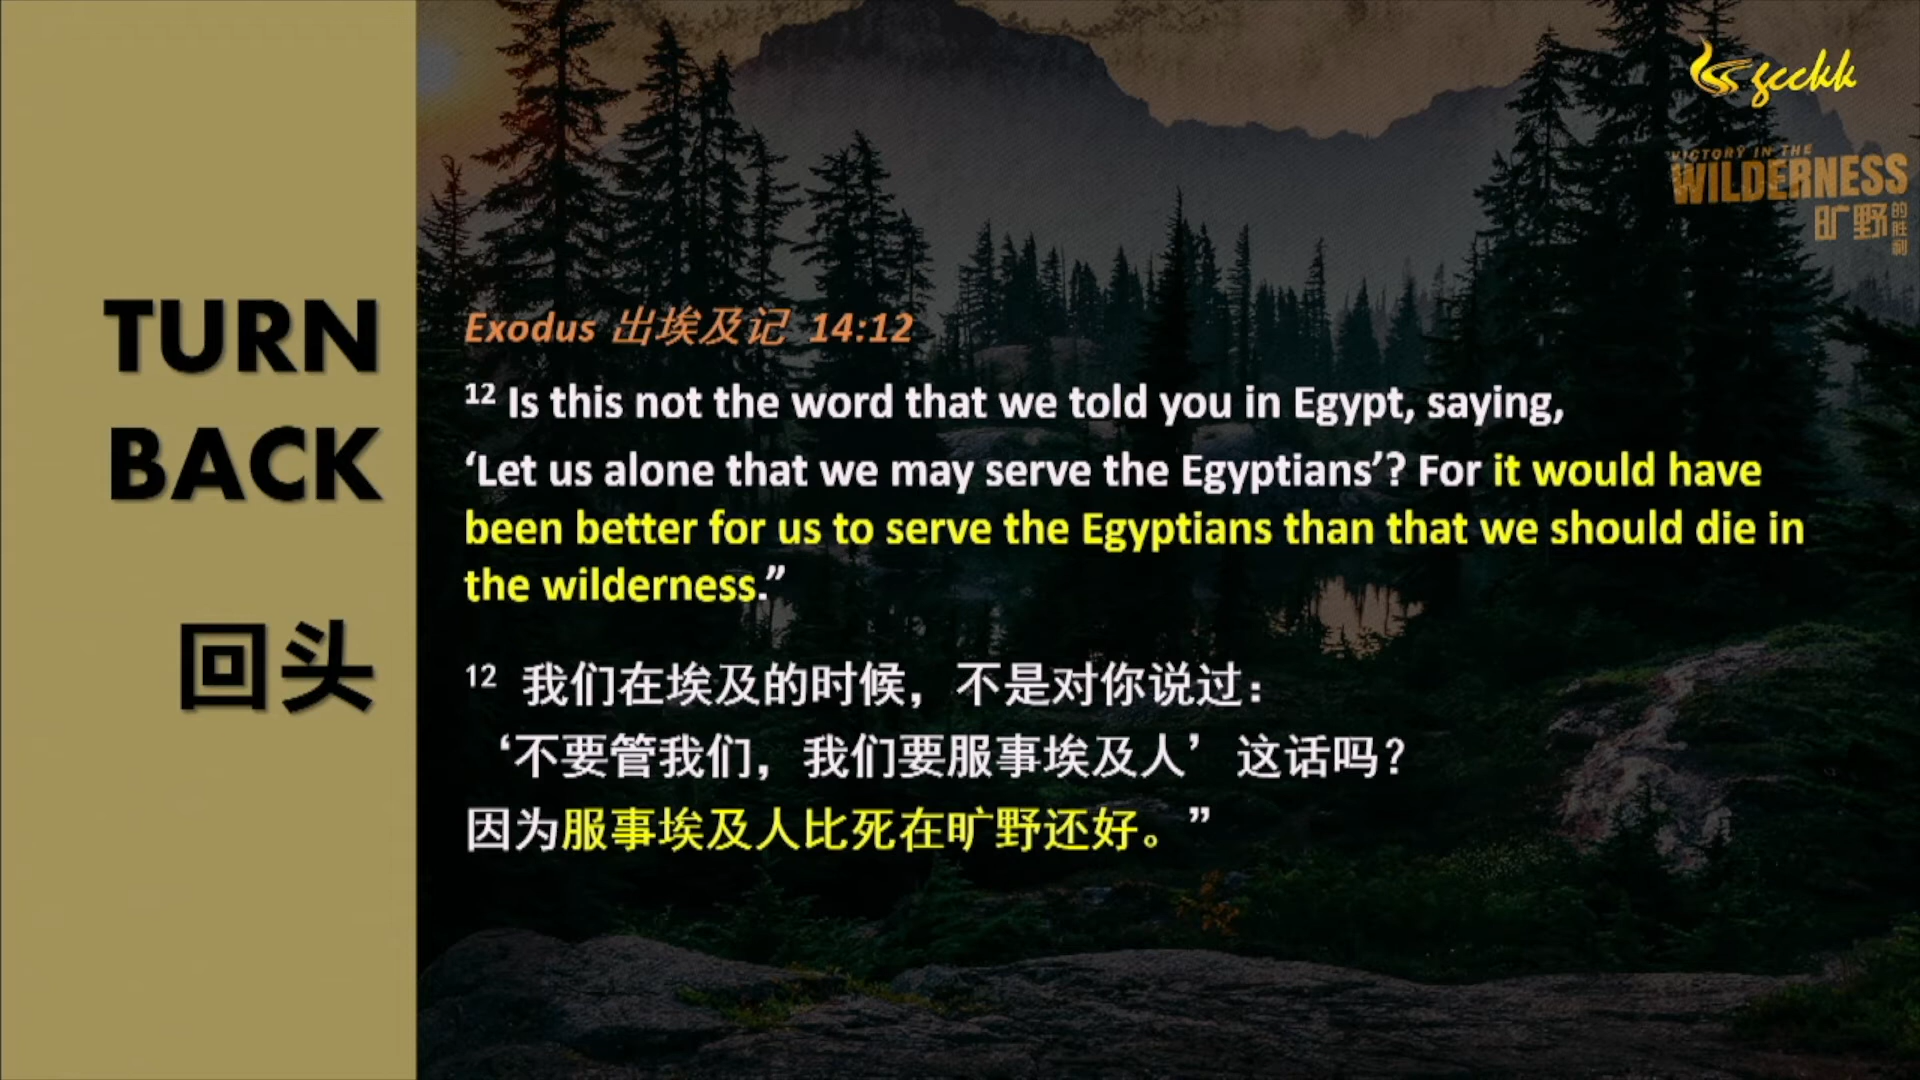 gcckk
VICTORY IN THE
WILDERNESS
旷野的胜利
TURN
BACK
回头
Exodus 出埃及记 14:12
12 Is this not the word that we told you in Egypt, saying,
‘Let us alone that we may serve the Egyptians’? For it would have
been better for us to serve the Egyptians than that we should die in
the wilderness.”
12 我们在埃及的时候，不是对你说过：
‘不要管我们，我们要服事埃及人’ 这话吗？
因为服事埃及人比死在旷野还好。”